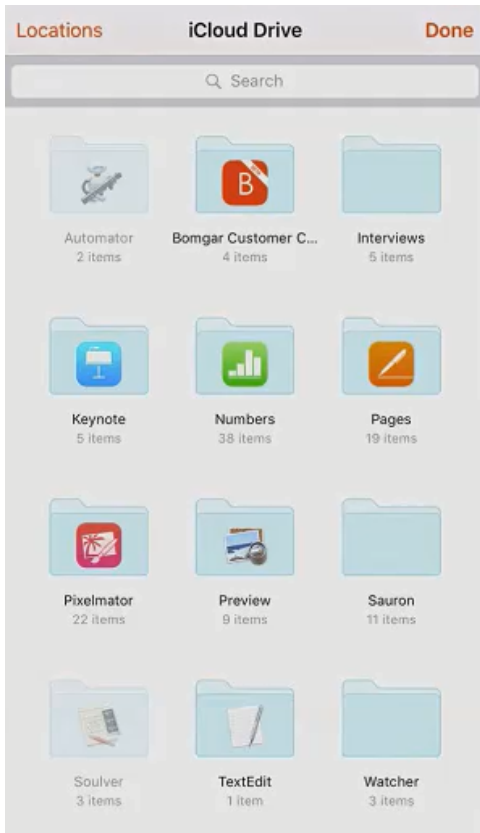 Locations iCloud Drive Done
Search
Automator Bomgar Customer C... Interviews
2 items 4 items 5 items
Keynote Numbers Pages
5 items 38 items 19 items
Pixelmator Preview Sauron
22 items 9 items 11 items
Soulver TextEdit Watcher
3 items 1 item 3 items